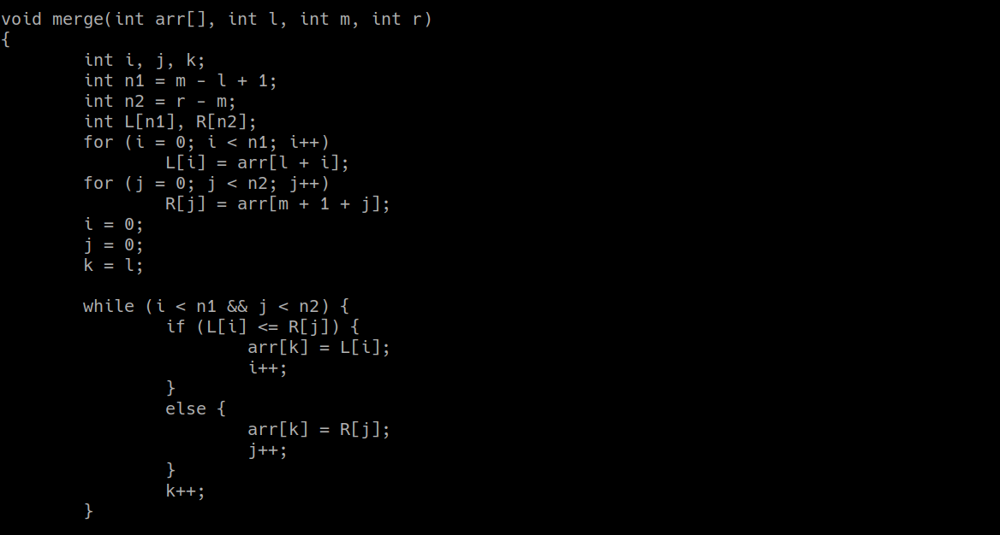 void merge(int arr[], int l, int m, int r)
{
        int i, j, k;
        int n1 = m - l + 1;
        int n2 = r - m;
        int L[n1], R[n2];
        for (i = 0; i < n1; i++)
                L[i] = arr[l + i];
        for (j = 0; j < n2; j++)
                R[j] = arr[m + 1 + j];
        i = 0;
        j = 0;
        k = l;

        while (i < n1 && j < n2) {
                if (L[i] <= R[j]) {
                        arr[k] = L[i];
                        i++;
                }
                else {
                        arr[k] = R[j];
                        j++;
                }
                k++;
        }